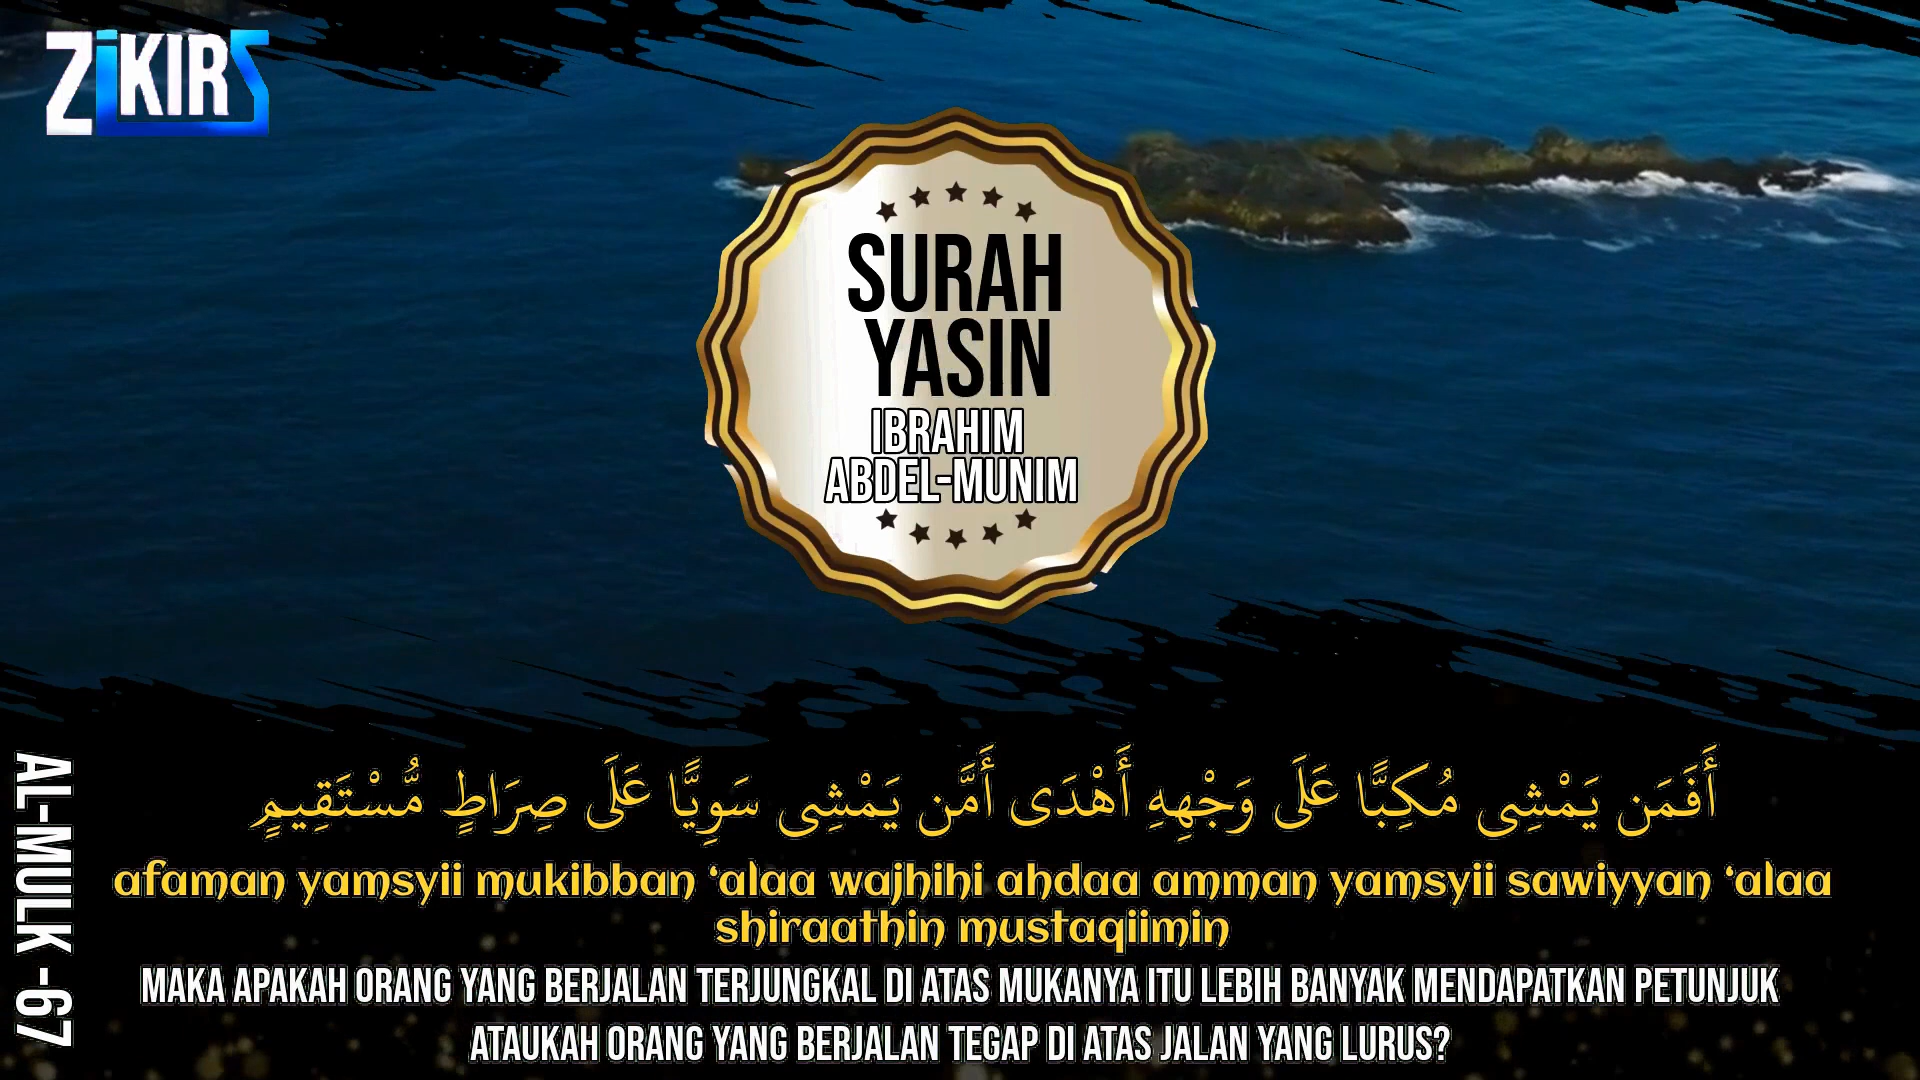 ZiKIRS
SURAH
YASIN
IBRAHIM
ABDEL-MUNIM
أَفَمَن يَمْشِى مُكِبًّا عَلَى وَجْهِهِ أَهْدَى أَمَّن يَمْشِى سَوِيًّا عَلَى صِرَاطٍ مُّسْتَقِيمٍ
afaman yamsyii mukibban ‘alaa wajhihi ahdaa amman yamsyii sawiyyan ‘alaa
shiraathin mustaqiimin
MAKA APAKAH ORANG YANG BERJALAN TERJUNGKAL DI ATAS MUKANYA ITU LEBIH BANYAK MENDAPATKAN PETUNJUK
ATAUKAH ORANG YANG BERJALAN TEGAP DI ATAS JALAN YANG LURUS?
AL-MULK -67